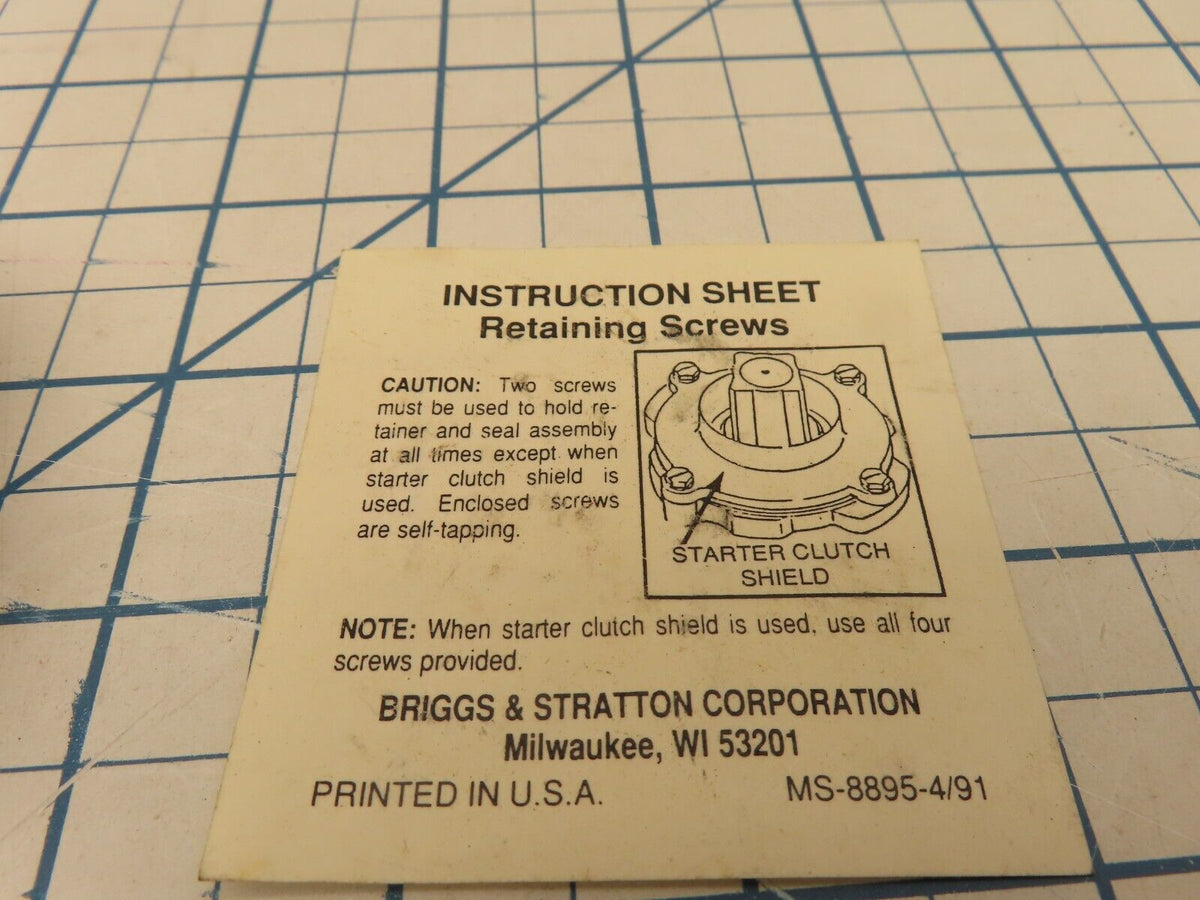 INSTRUCTION SHEET
Retaining Screws
CAUTION: Two screws
must be used to hold re-
tainer and seal assembly
at all times except when
starter clutch shield is
used. Enclosed screws
are self-tapping.
STARTER CLUTCH
SHIELD
NOTE: When starter clutch shield is used, use all four
screws provided.
BRIGGS & STRATTON CORPORATION
Milwaukee, WI 53201
PRINTED IN U.S.A. MS-8895-4/91